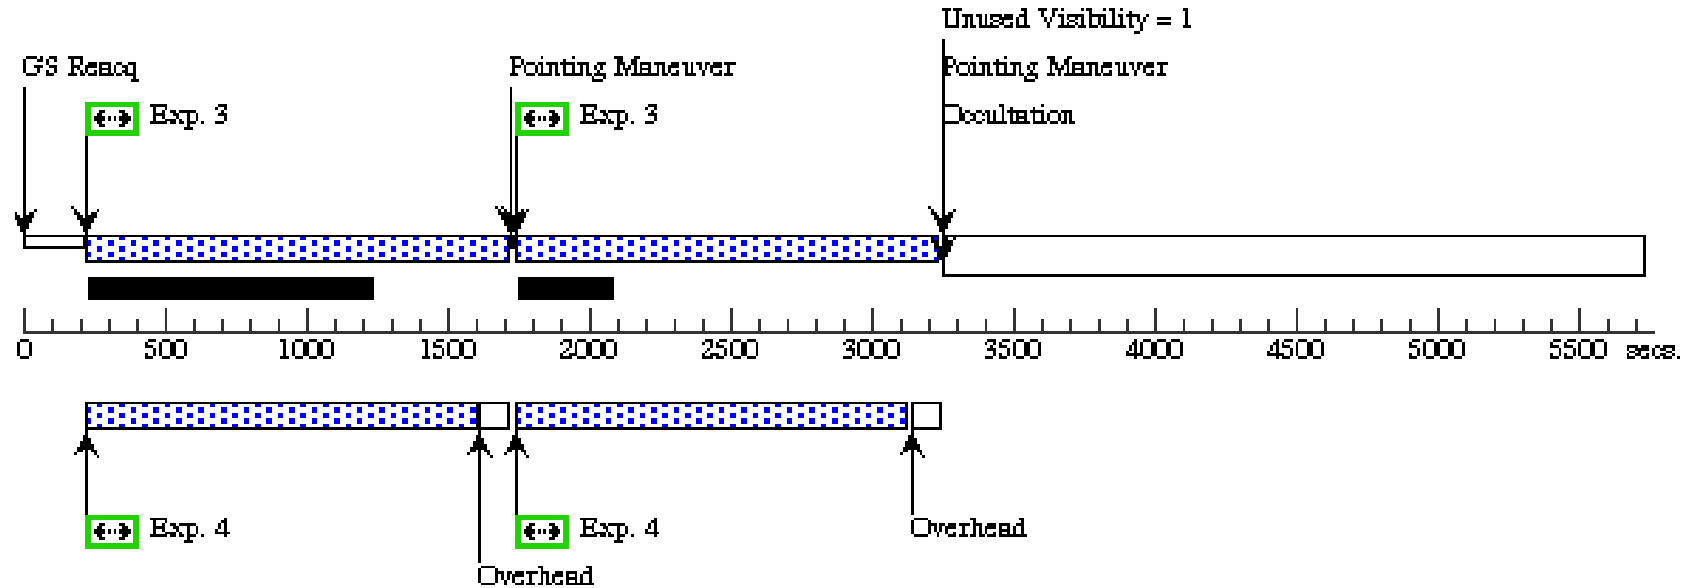 Unused Visibility = 1
GS Reacq
Pointing Maneuver
Pointing Maneuver
Exp. 3
Exp. 3
Occultation
0 500 1000 1500 2000 2500 3000 3500 4000 4500 5000 5500 secs.
Exp. 4
Exp. 4
Overhead
Overhead